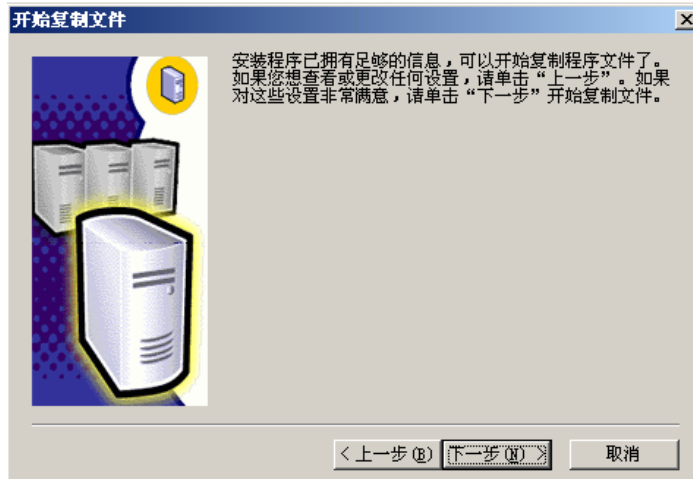 开始复制文件
安装程序已拥有足够的信息，可以开始复制程序文件了。
如果您想查看或更改任何设置，请单击“上一步”。如果
对这些设置非常满意，请单击“下一步”开始复制文件。
< 上一步(B) 下一步(N) > 取消